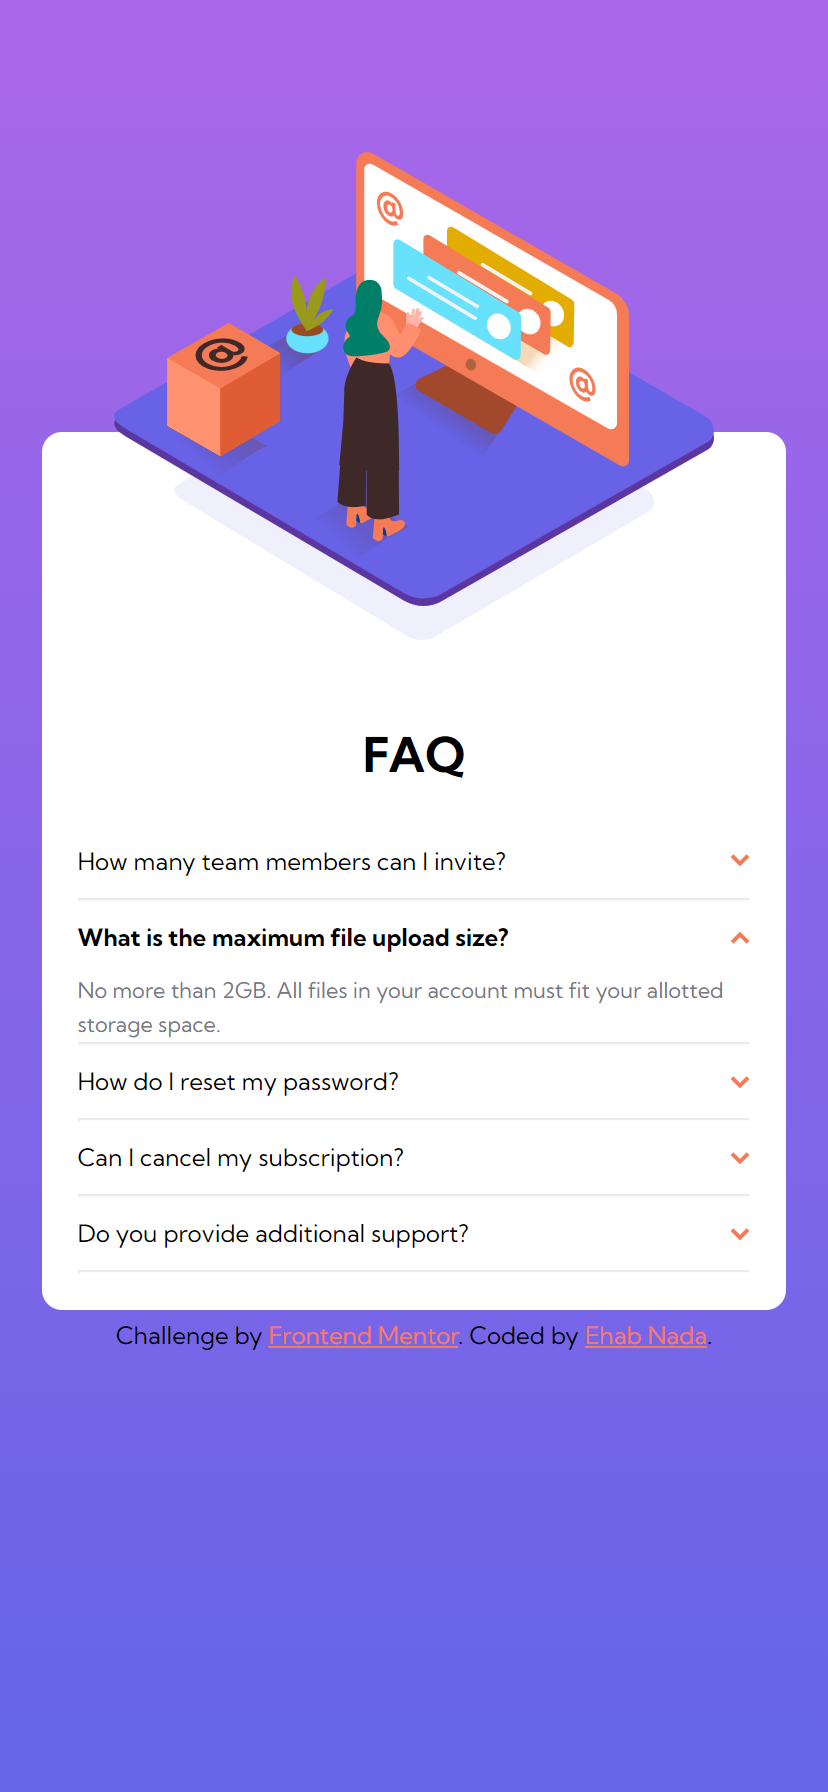 @
@
@
FAQ
How many team members can I invite?
What is the maximum file upload size?
No more than 2GB. All files in your account must fit your allotted
storage space.
How do I reset my password?
Can I cancel my subscription?
Do you provide additional support?
Challenge by Frontend Mentor. Coded by Ehab Nada.